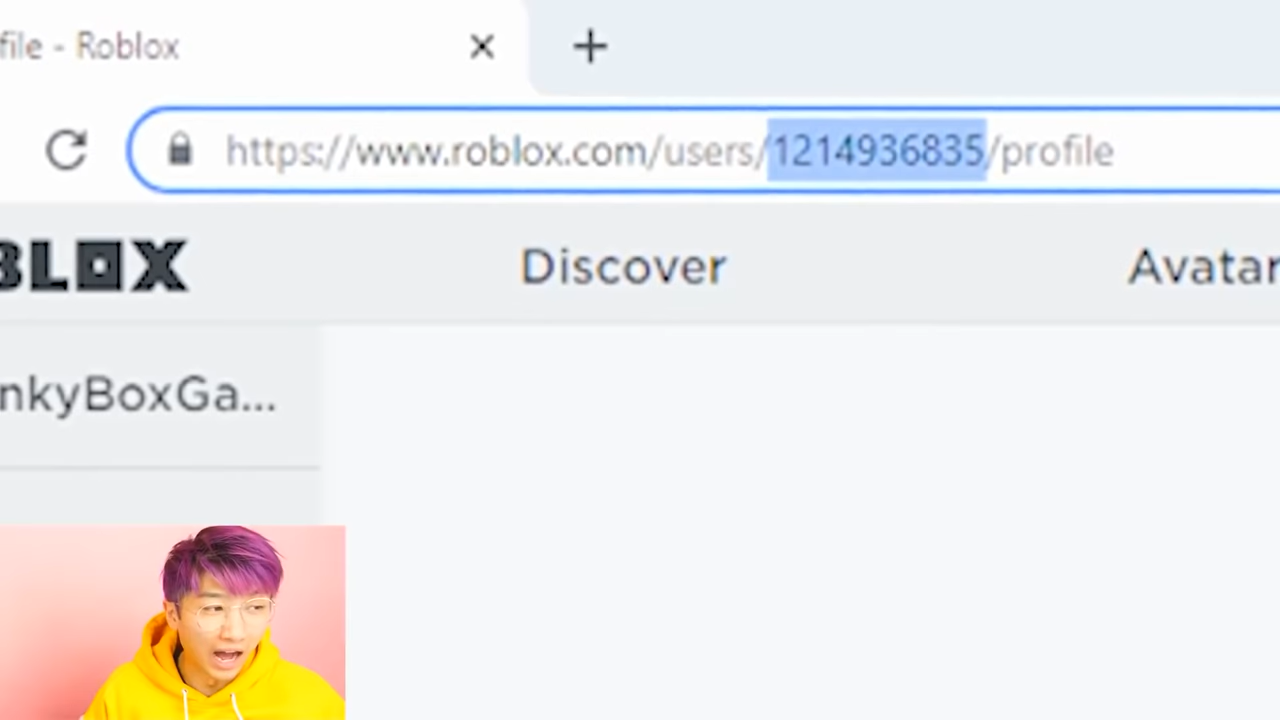 file - Roblox
https://www.roblox.com/users/1214936835/profile
BLOX Discover Avatar
nkyBoxGa...